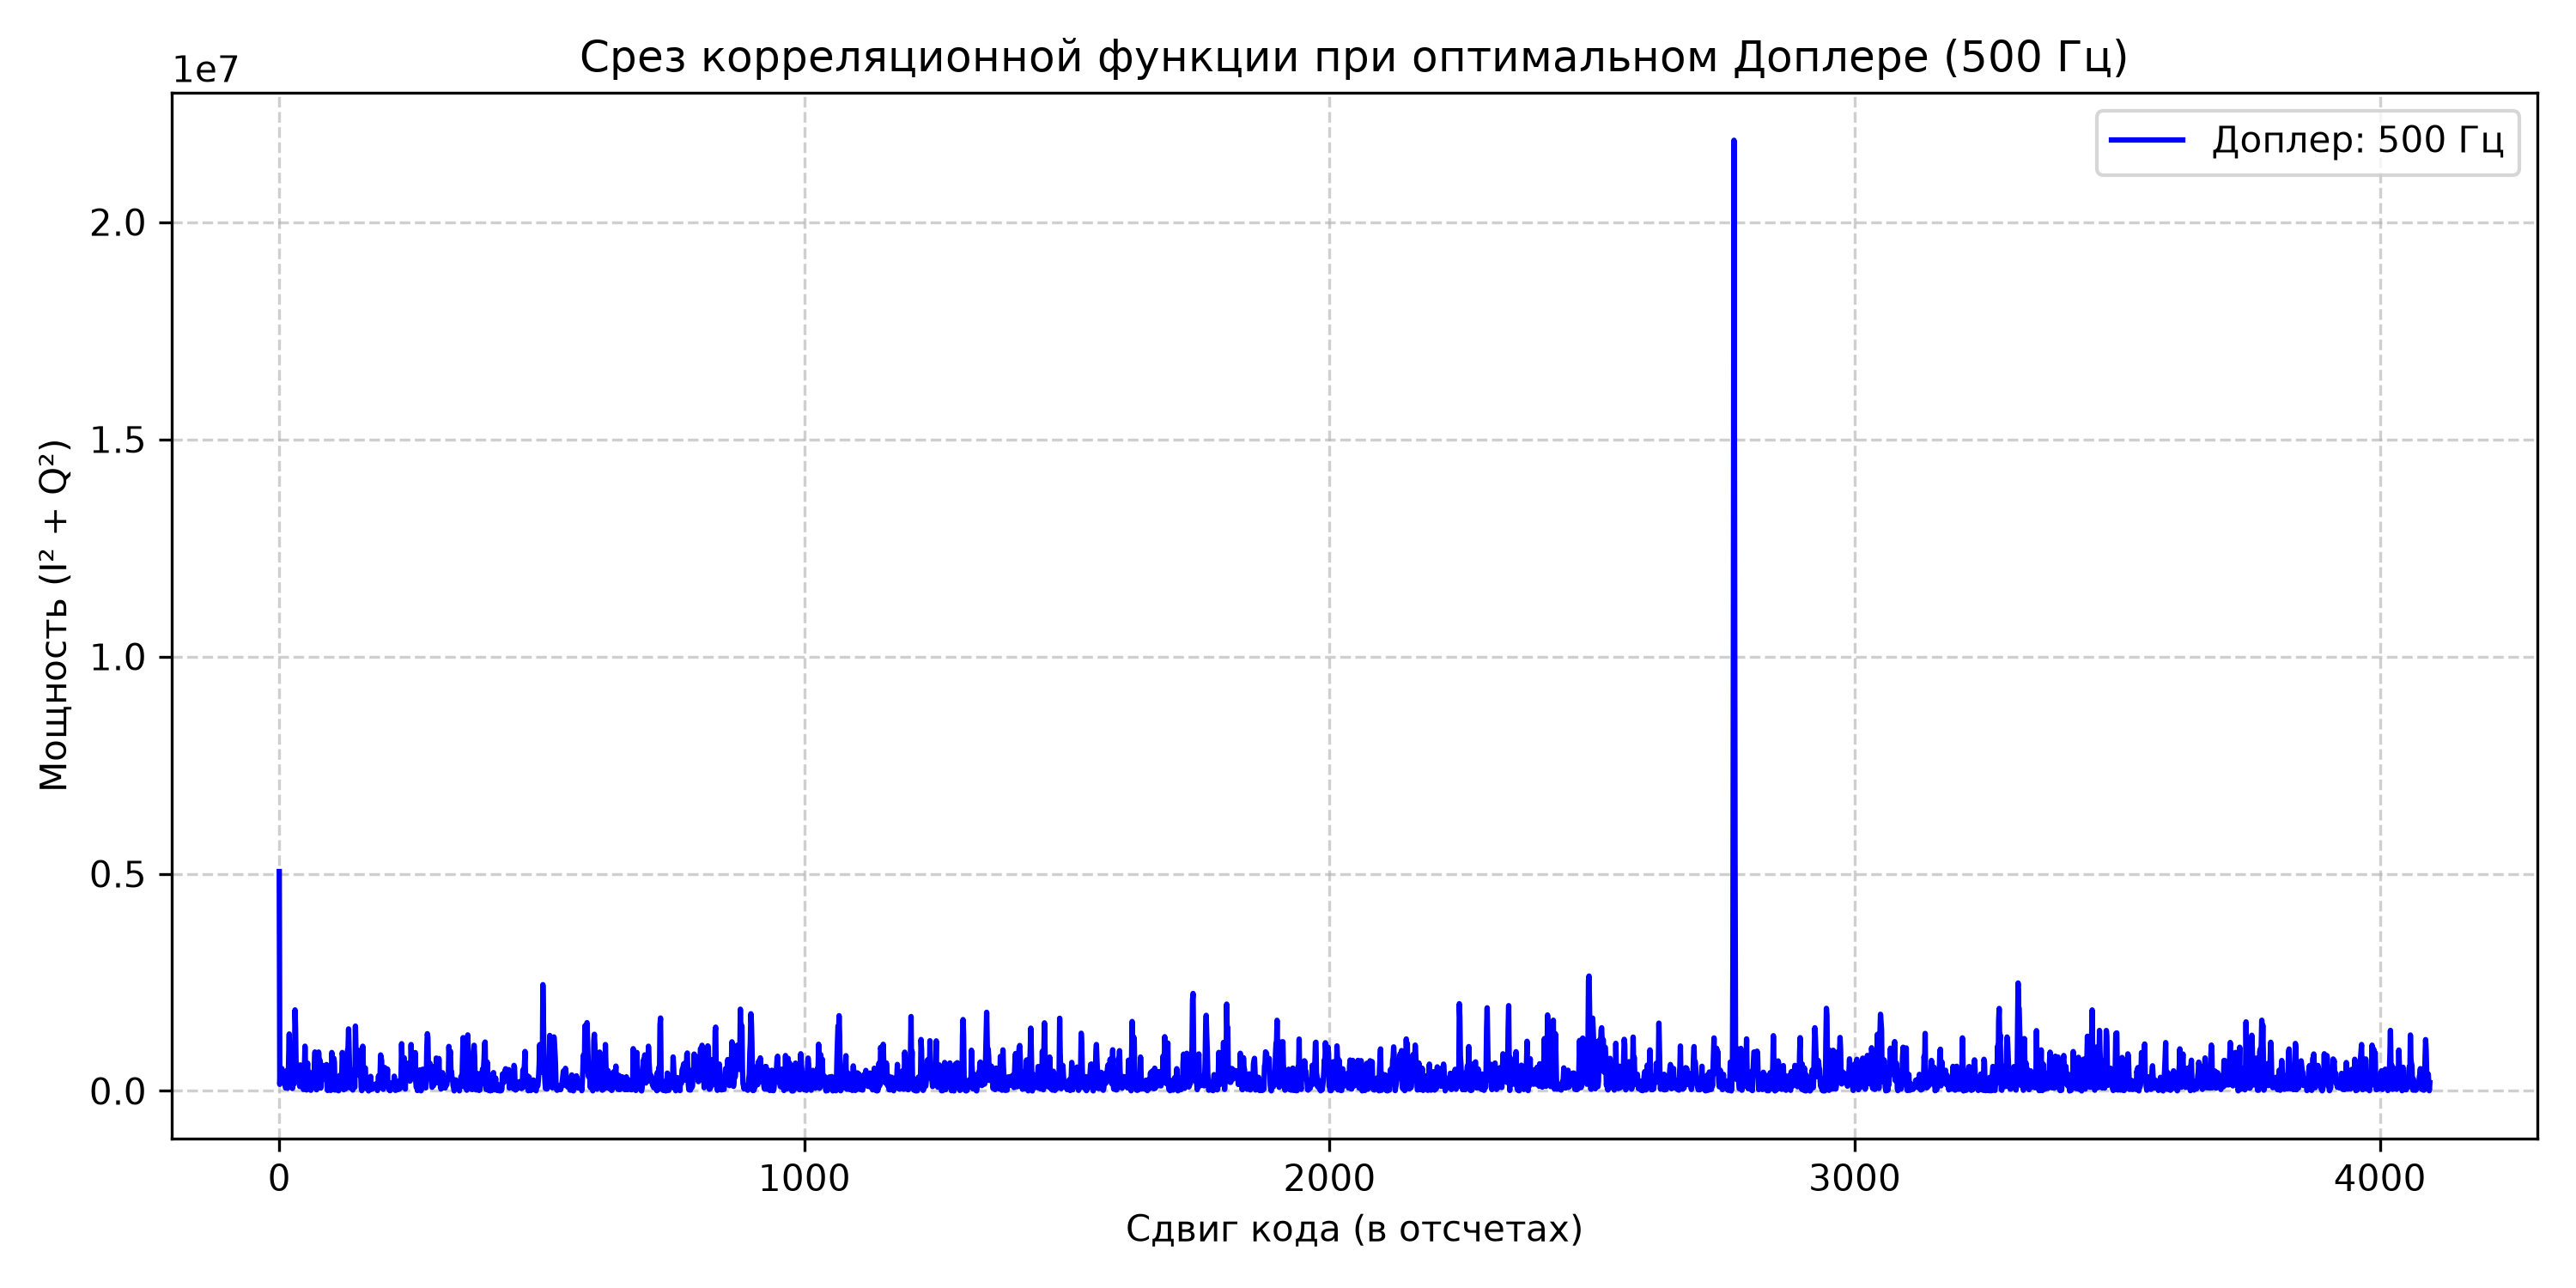 Срез корреляционной функции при оптимальном Доплере (500 Гц)
1e7
Доплер: 500 Гц
2.0
1.5
1.0
0.5
0.0
Мощность (I² + Q²)
0 1000 2000 3000 4000
Сдвиг кода (в отсчетах)